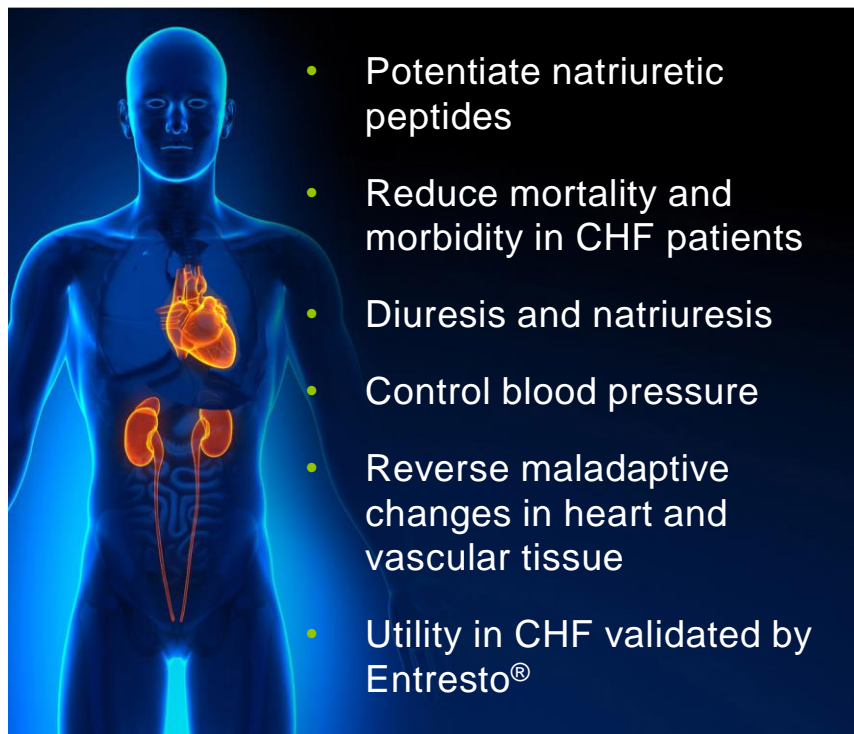 • Potentiate natriuretic
peptides
• Reduce mortality and
morbidity in CHF patients
• Diuresis and natriuresis
• Control blood pressure
• Reverse maladaptive
changes in heart and
vascular tissue
• Utility in CHF validated by
Entresto®